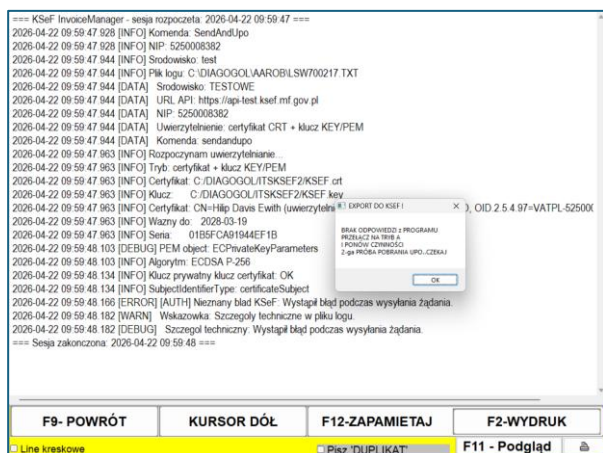 === KSeF InvoiceManager - sesja rozpoczeta: 2026-04-22 09:59:47 ===
2026-04-22 09:59:47.928 [INFO] Komenda: SendAndUpo
2026-04-22 09:59:47.928 [INFO] NIP: 5250008382
2026-04-22 09:59:47.944 [INFO] Srodowisko: test
2026-04-22 09:59:47.944 [INFO] Plik logu: C:\DIAGOGOL\AAROB\LSW700217.TXT
2026-04-22 09:59:47.944 [DATA] Srodowisko: TESTOWE
2026-04-22 09:59:47.944 [DATA] URL API: https://api-test.ksef.mf.gov.pl
2026-04-22 09:59:47.944 [DATA] NIP: 5250008382
2026-04-22 09:59:47.944 [DATA] Uwierzytelnienie: certyfikat CRT + klucz KEY/PEM
2026-04-22 09:59:47.944 [DATA] Komenda: sendandupo
2026-04-22 09:59:47.963 [INFO] Rozpoczynam uwierzytelnianie...
2026-04-22 09:59:47.963 [INFO] Tryb: certyfikat + klucz KEY/PEM
2026-04-22 09:59:47.963 [INFO] Certyfikat: C:/DIAGOGOL/ITSKSEF2/KSEF.crt
2026-04-22 09:59:47.963 [INFO] Klucz: C:/DIAGOGOL/ITSKSEF2/KSEF.key
2026-04-22 09:59:47.963 [INFO] Certyfikat: CN=Hilp Davis Ewith (uwierzytelni D, OID.2.5.4.97=VATPL-52500
2026-04-22 09:59:47.963 [INFO] Wazny do: 2028-03-19
2026-04-22 09:59:47.963 [INFO] Seria: 01B5FCA91944EF1B
2026-04-22 09:59:48.103 [DEBUG] PEM object: ECPrivateKeyParameters
2026-04-22 09:59:48.103 [INFO] Algorytm: ECDSA P-256
2026-04-22 09:59:48.134 [INFO] Klucz prywatny klucz certyfikat: OK
2026-04-22 09:59:48.134 [INFO] SubjectIdentifierType: certificateSubject
2026-04-22 09:59:48.166 [ERROR] [AUTH] Nieznany blad KSeF: Wystąpił błąd podczas wysyłania żądania.
2026-04-22 09:59:48.182 [WARN] Wskazowka: Szczegoly techniczne w pliku logu.
2026-04-22 09:59:48.182 [DEBUG] Szczegol techniczny: Wystąpił błąd podczas wysyłania żądania.
=== Sesja zakonczona: 2026-04-22 09:59:48 ===
EXPORT DO KSEF !
BRAK ODPOWIEDZI z PROGRAMU
PRZEŁĄCZ NA TRYB A
I PONÓW CZYNNOŚCI
2.-ga PRÓBA POBRANIA UPO..CZEKAJ
OK
F9- POWRÓT
KURSOR DÓŁ
F12-ZAPAMIETAJ
F2-WYDRUK
Line kreskowe
Pisz 'DUPLIKAT'
F11 - Podgląd